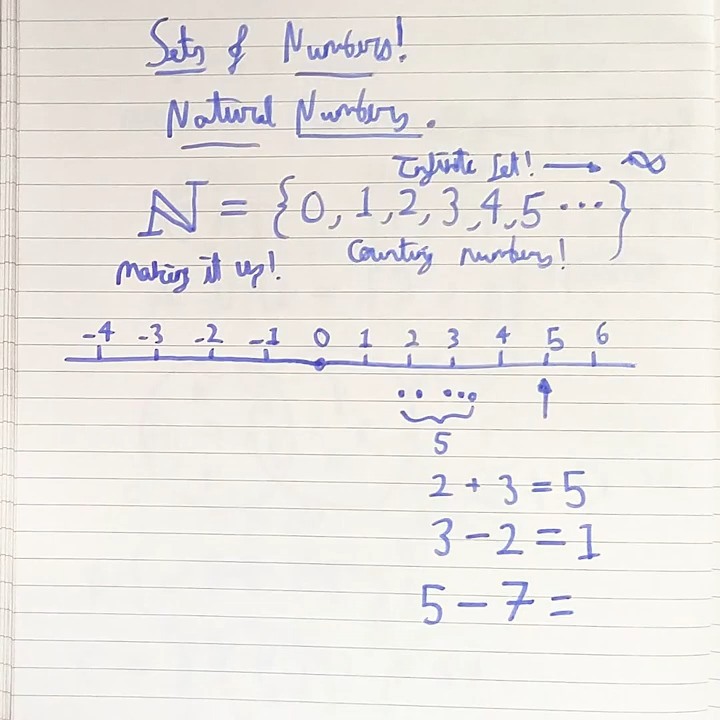 Sets of Numbers!
Natural Numbers.
Infinite Set! → ∞
ℕ = {0, 1, 2, 3, 4, 5 ...}
Making it up! Counting numbers!
-4 -3 -2 -1 0 1 2 3 4 5 6
5
2 + 3 = 5
3 - 2 = 1
5 - 7 =